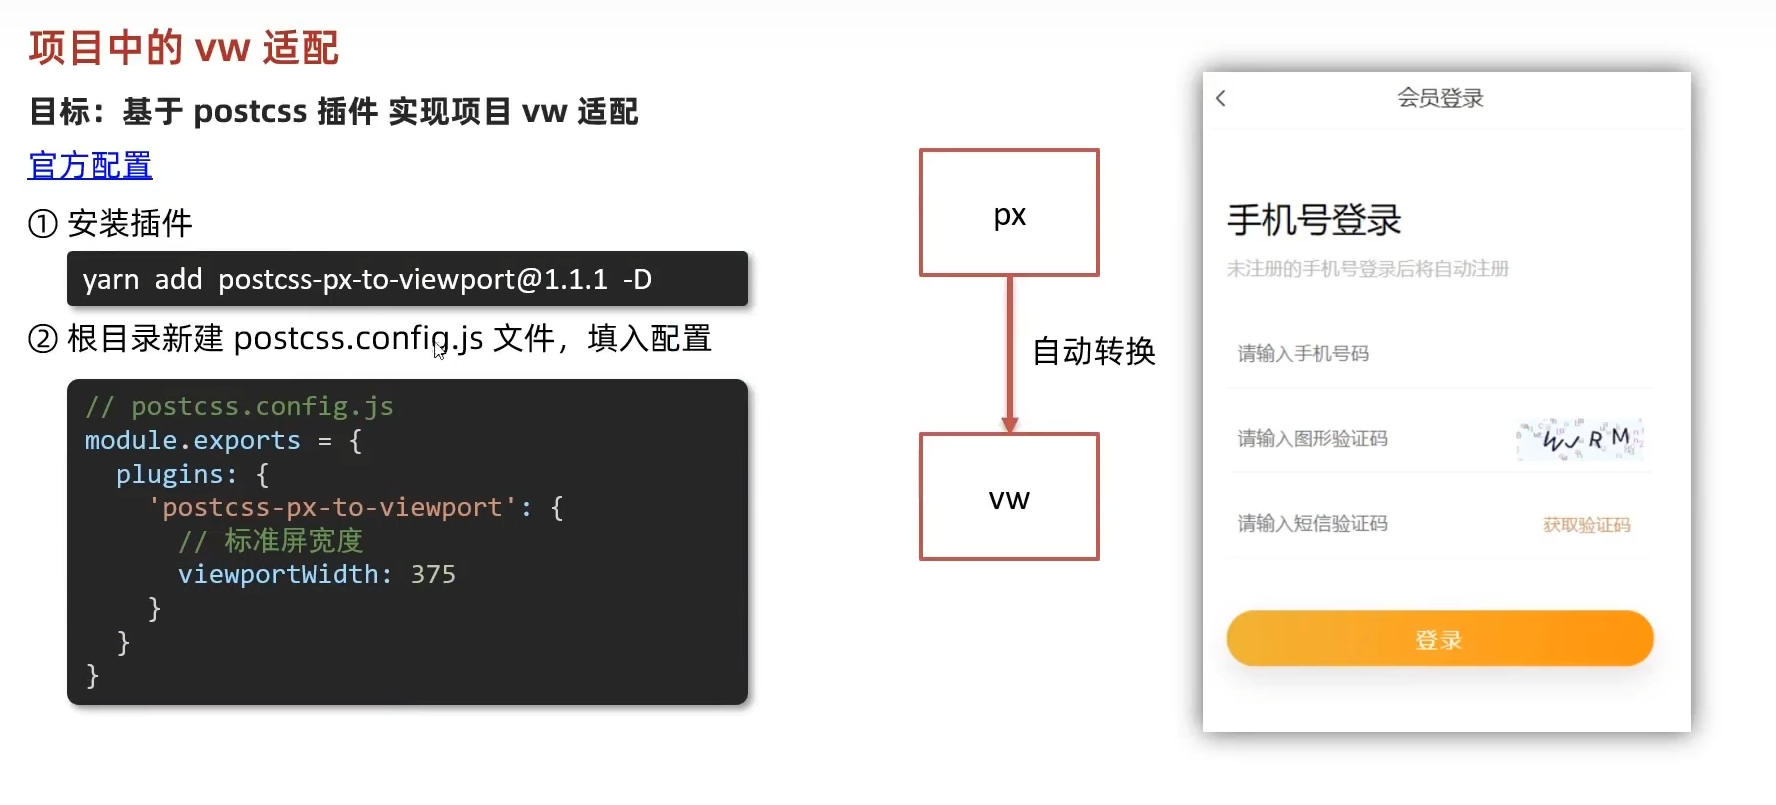 项目中的 vw 适配
目标：基于 postcss 插件 实现项目 vw 适配
官方配置
① 安装插件
yarn add postcss-px-to-viewport@1.1.1 -D
② 根目录新建 postcss.config.js 文件，填入配置
// postcss.config.js
module.exports = {
plugins: {
'postcss-px-to-viewport': {
// 标准屏宽度
viewportWidth: 375
}
}
}
px
自动转换
vw
会员登录
手机号登录
未注册的手机号登录后将自动注册
请输入手机号码
请输入图形验证码
请输入短信验证码
获取验证码
登录